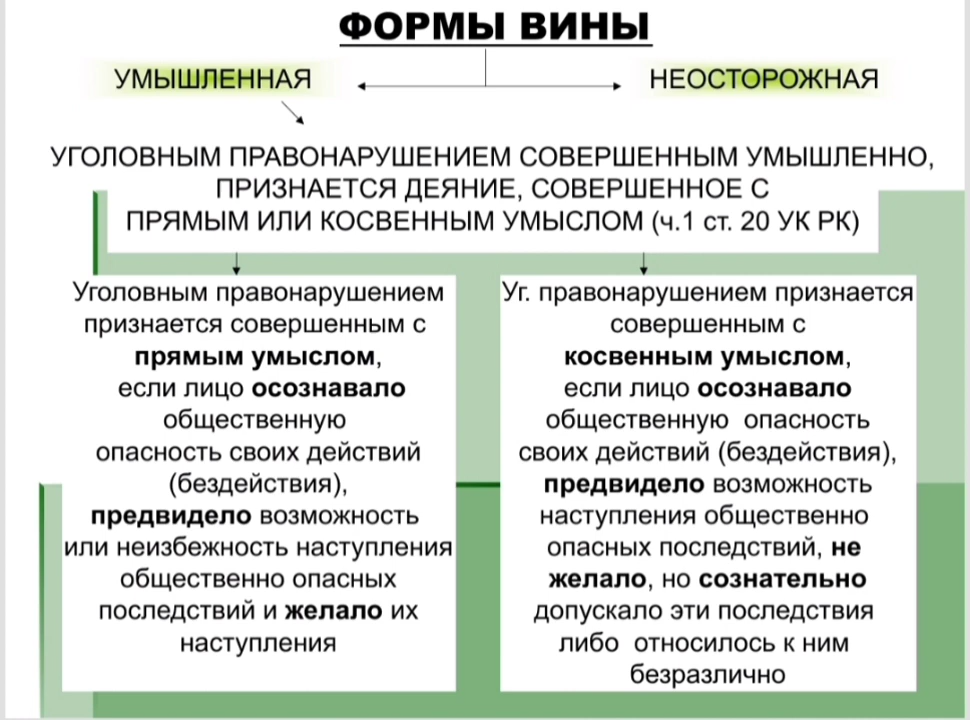 ФОРМЫ ВИНЫ
УМЫШЛЕННАЯ
НЕОСТОРОЖНАЯ
УГОЛОВНЫМ ПРАВОНАРУШЕНИЕМ СОВЕРШЕННЫМ УМЫШЛЕННО,
ПРИЗНАЕТСЯ ДЕЯНИЕ, СОВЕРШЕННОЕ С
ПРЯМЫМ ИЛИ КОСВЕННЫМ УМЫСЛОМ (ч.1 ст. 20 УК РК)
Уголовным правонарушением
признается совершенным с
прямым умыслом,
если лицо осознавало
общественную
опасность своих действий
(бездействия),
предвидело возможность
или неизбежность наступления
общественно опасных
последствий и желало их
наступления
Уг. правонарушением признается
совершенным с
косвенным умыслом,
если лицо осознавало
общественную опасность
своих действий (бездействия),
предвидело возможность
наступления общественно
опасных последствий, не
желало, но сознательно
допускало эти последствия
либо относилось к ним
безразлично